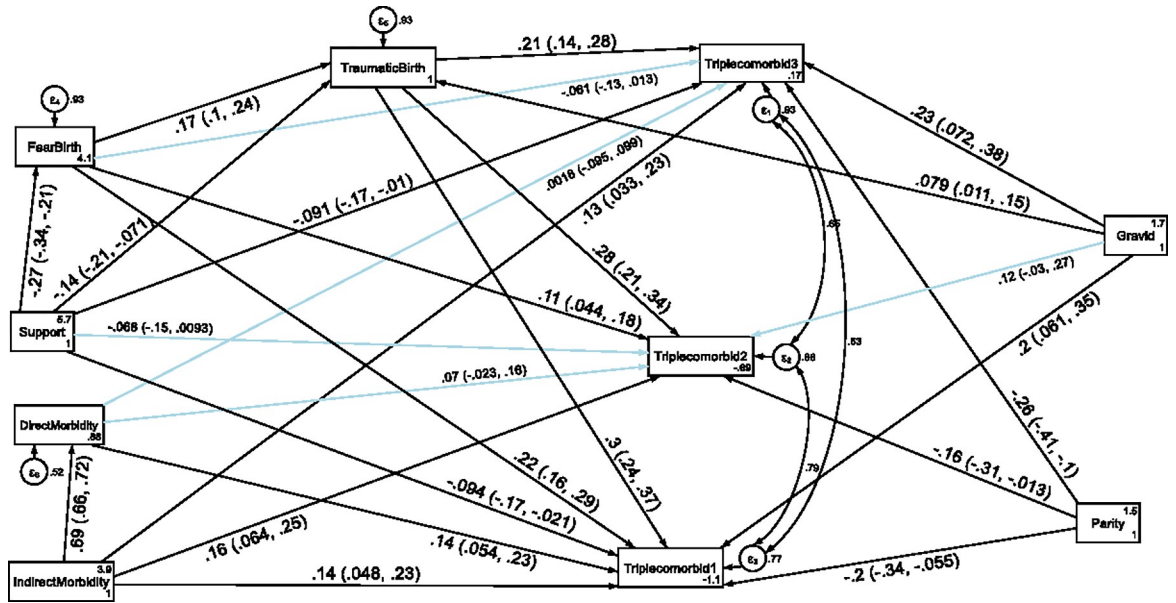 ε₅ .93
TraumaticBirth
1
.21 (.14, .28)
Triplecomorbid3
.17
-.061 (-.13, .013)
ε₄ .93
.17 (.1, .24)
FearBirth
4.1
ε₁ .93
.23 (.072, .38)
.0018 (-.095, .099)
.13 (.033, .23)
.079 (.011, .15)
-.091 (-.17, -.01)
-.27 (-.34, -.21)
-.14 (-.21, -.071)
.65
1.7
Gravid
1
.28 (.21, .34)
.12 (-.03, .27)
.11 (.044, .18)
5.7
Support
1
-.068 (-.15, .0093)
Triplecomorbid2
-.69
ε₂ .86
.53
.2 (.061, .35)
.07 (-.023, .16)
DirectMorbidity
.88
-.26 (-.41, -.1)
ε₆ .52
.69 (.66, .72)
.3 (.24, .37)
.22 (.16, .29)
-.094 (-.17, -.021)
.79
-.16 (-.31, -.013)
1.5
Parity
1
.16 (.064, .25)
.14 (.054, .23)
3.9
IndirectMorbidity
1
.14 (.048, .23)
Triplecomorbid1
-1.1
ε₃ .77
-.2 (-.34, -.055)